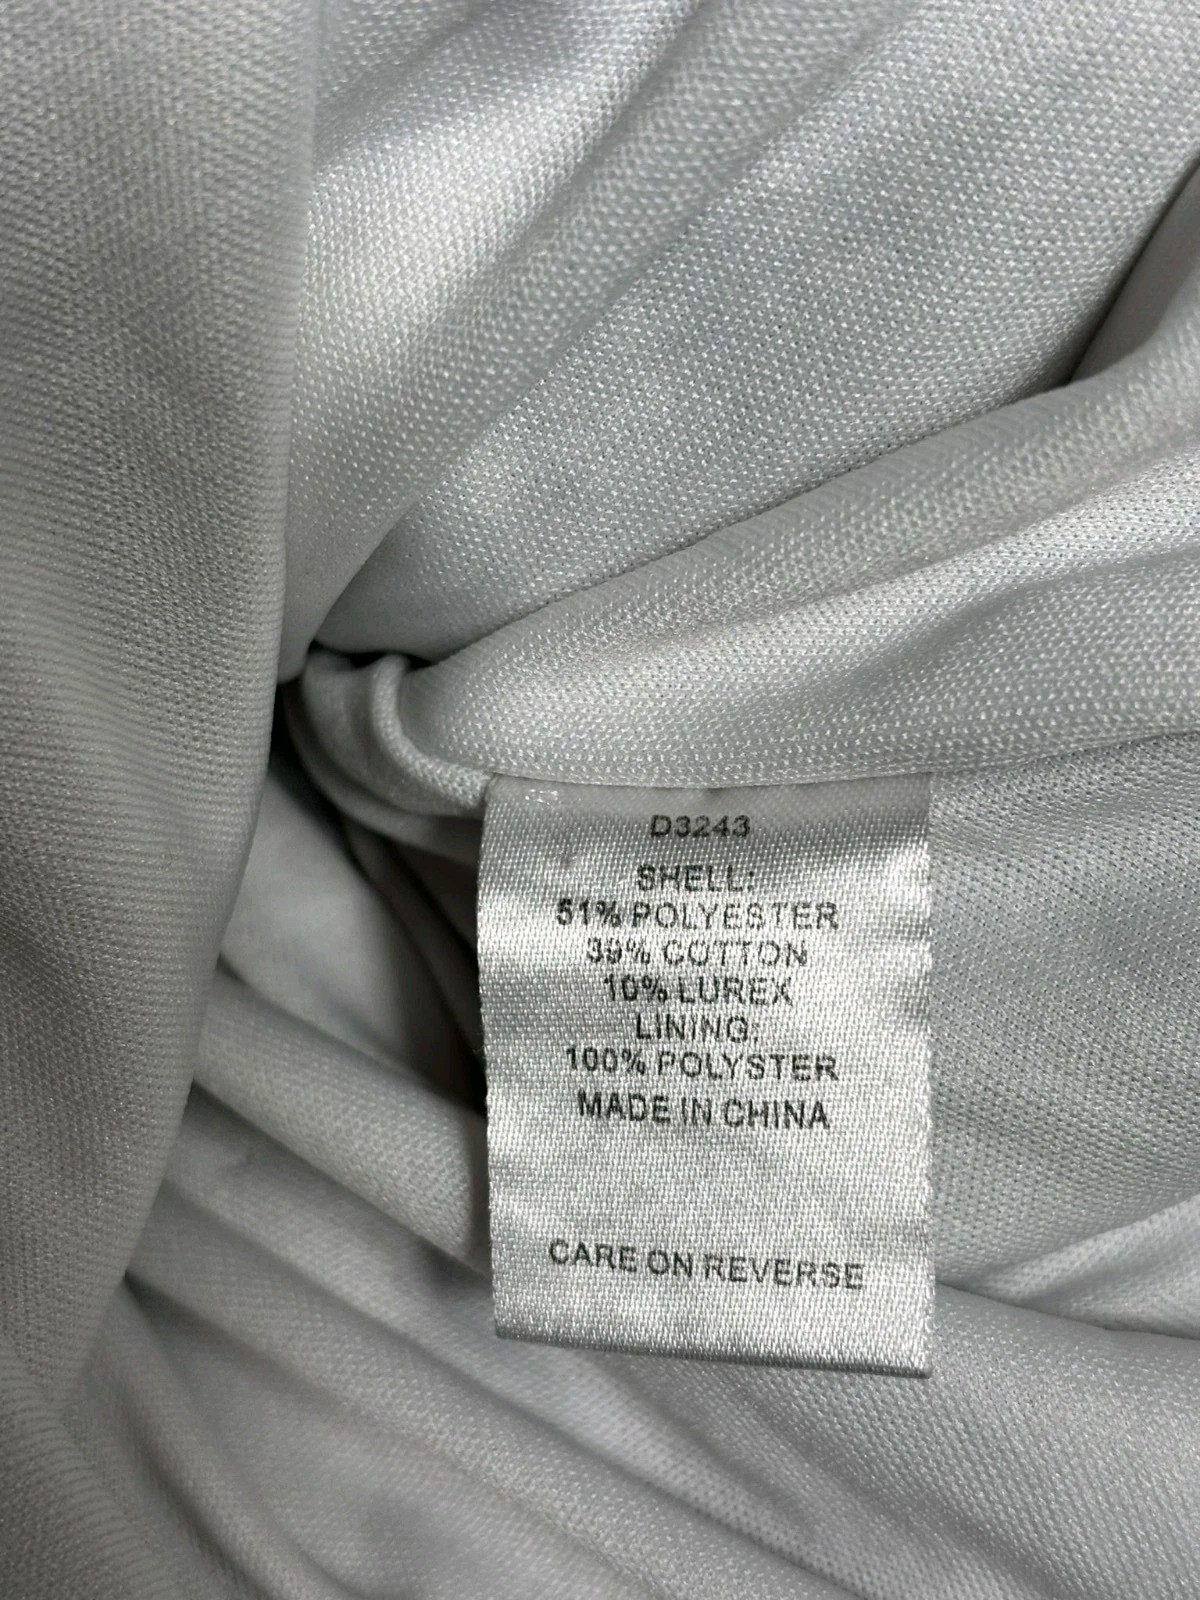 D3243
SHELL:
51% POLYESTER
39% COTTON
10% LUREX
LINING:
100% POLYSTER
MADE IN CHINA
CARE ON REVERSE